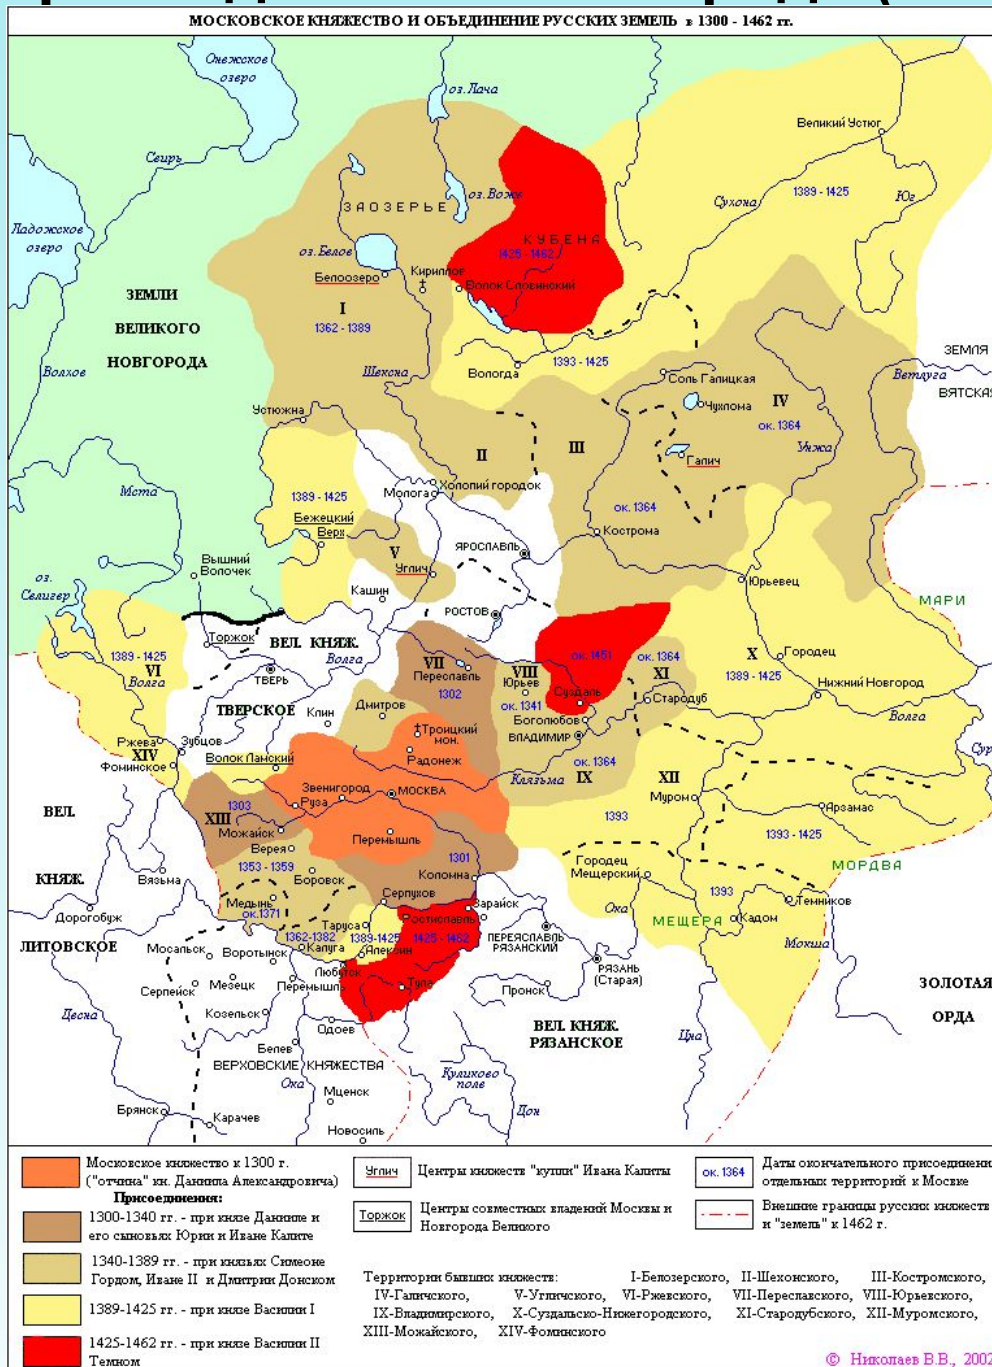 МОСКОВСКОЕ КНЯЖЕСТВО И ОБЪЕДИНЕНИЕ РУССКИХ ЗЕМЕЛЬ в 1300 - 1462 гг.
Онежское
озеро
оз. Лача
Великий Устюг
Свирь
1389 - 1425
Сухона
Юг
оз. Воже
ЗАОЗЕРЬЕ
Ладожское
озеро
КУБЕНА
1425 - 1462
оз. Белое
Белоозеро
Кириллов
Волок Словинский
ЗЕМЛИ
ВЕЛИКОГО
НОВГОРОДА
I
1362 - 1389
Волхов
Шексна
Вологда
1393 - 1425
ЗЕМЛЯ
ВЯТСКАЯ
Ветлуга
Соль Галицкая
Чухлома
IV
ок. 1364
Унжа
Устюжна
II
III
Галич
Мста
1389 - 1425
Молога
Холопий городок
ок. 1364
Кострома
Бежецкий
Верх
V
Углич
ЯРОСЛАВЛЬ
Вышний
Волочек
оз.
Селигер
Кашин
Юрьевец
МАРИ
РОСТОВ
Торжок
ВЕЛ. КНЯЖ.
Волга
1389 - 1425
VI
Волга
ТВЕРЬ
VII
Переславль
1302
VIII
Юрьев
ок. 1341
ок. 1451
ок. 1364
XI
X
1389 - 1425
Городец
ТВЕРСКОЕ
Суздаль
Стародуб
Нижний Новгород
Клин
Дмитров
Троицкий
мон.
Боголюбов
ВЛАДИМИР
Волга
Ржева
Зубцов
XIV
Фоминское
Волок Ламский
Радонеж
ок. 1364
Клязьма
IX
XII
Звенигород
Руза
МОСКВА
Муром
Арзамас
ВЕЛ.
1303
XIII
Можайск
Перемышль
1393
1393 - 1425
Верея
1301
Коломна
Городец
Мещерский
МОРДВА
1353 - 1359
Боровск
КНЯЖ.
Вязьма
1393
Темников
Медынь
ок. 1371
Серпухов
Зарайск
Ока
МЕЩЕРА
Кадом
Дорогобуж
Таруса
Ростиславль
ПЕРЕЯСЛАВЛЬ
РЯЗАНСКИЙ
Мокша
ЛИТОВСКОЕ
1362-1382
1389-1425
1425 - 1462
Мосальск
Воротынск
Калуга
Алексин
Любутск
РЯЗАНЬ
(Старая)
Мезецк
Серпейск
Перемышль
Тула
Пронск
ЗОЛОТАЯ
ОРДА
Десна
Козельск
Одоев
ВЕЛ. КНЯЖ.
РЯЗАНСКОЕ
Цна
Белев
ВЕРХОВСКИЕ КНЯЖЕСТВА
Ока
Куликово
поле
Мценск
Дон
Брянск
Карачев
Новосиль
Московское княжество к 1300 г.
("отчина" кн. Даниила Александровича)
Присоединения:
1300-1340 гг. - при князе Данииле и
его сыновьях Юрии и Иване Калите
1340-1389 гг. - при князьях Симеоне
Гордом, Иване II и Дмитрии Донском
1389-1425 гг. - при князе Василии I
1425-1462 гг. - при князе Василии II
Темном
Углич
Центры княжеств "купли" Ивана Калиты
Торжок
Центры совместных владений Москвы и
Новгорода Великого
ок. 1364
Даты окончательного присоединения
отдельных территорий к Москве
Внешние границы русских княжеств
и "земель" к 1462 г.
Территории бывших княжеств: I-Белозерского, II-Шехонского, III-Костромского,
IV-Галичского, V-Угличского, VI-Ржевского, VII-Переславского, VIII-Юрьевского,
IX-Владимирского, X-Суздальско-Нижегородского, XI-Стародубского, XII-Муромского,
XIII-Можайского, XIV-Фоминского
© Николаев В.В., 2002